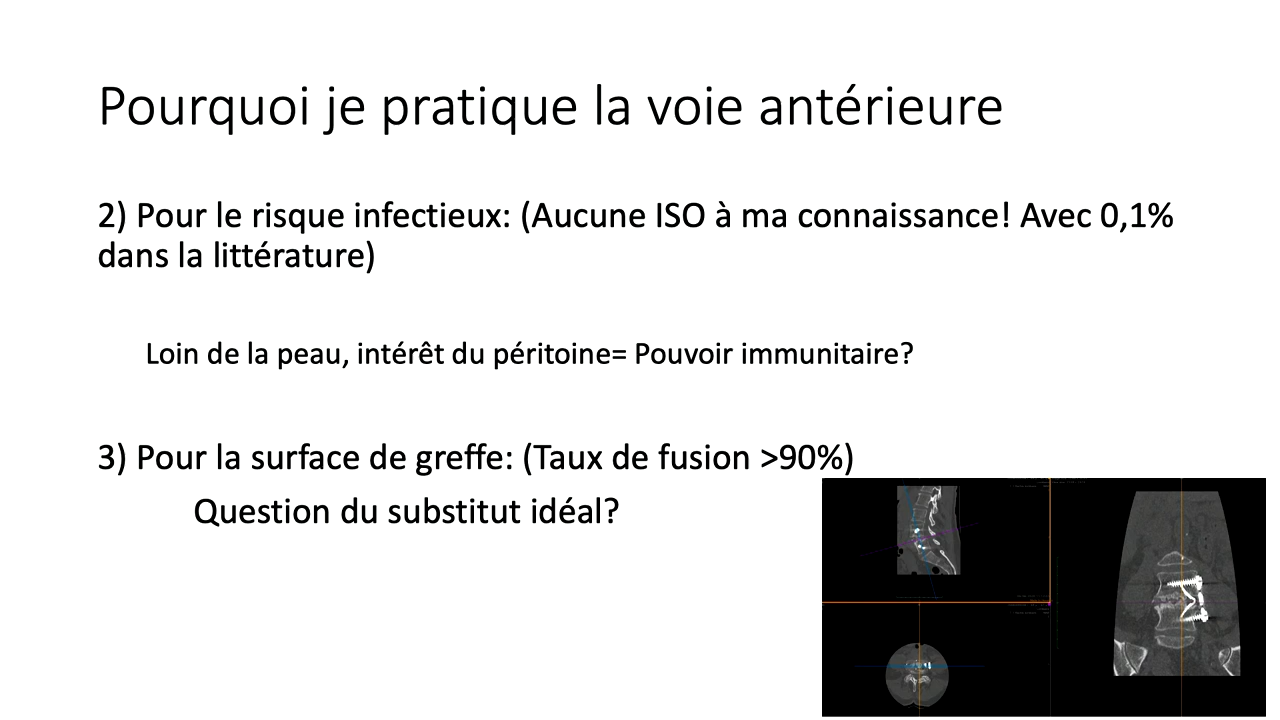 Pourquoi je pratique la voie antérieure
2) Pour le risque infectieux: (Aucune ISO à ma connaissance! Avec 0,1%
dans la littérature)
Loin de la peau, intérêt du péritoine= Pouvoir immunitaire?
3) Pour la surface de greffe: (Taux de fusion >90%)
Question du substitut idéal?